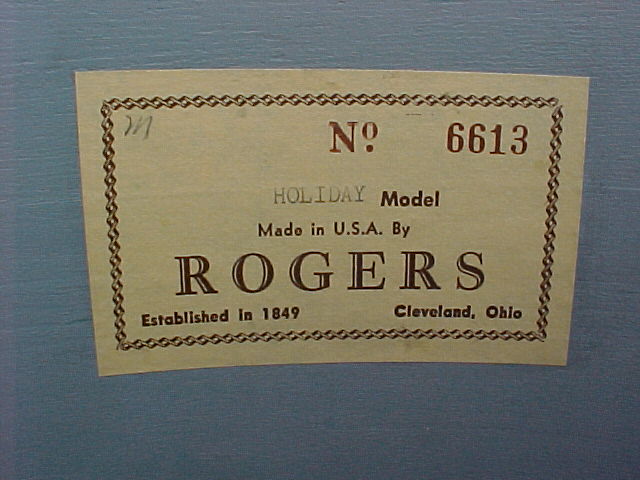 m
Nº 6613
HOLIDAY Model
Made in U.S.A. By
ROGERS
Established in 1849 Cleveland, Ohio